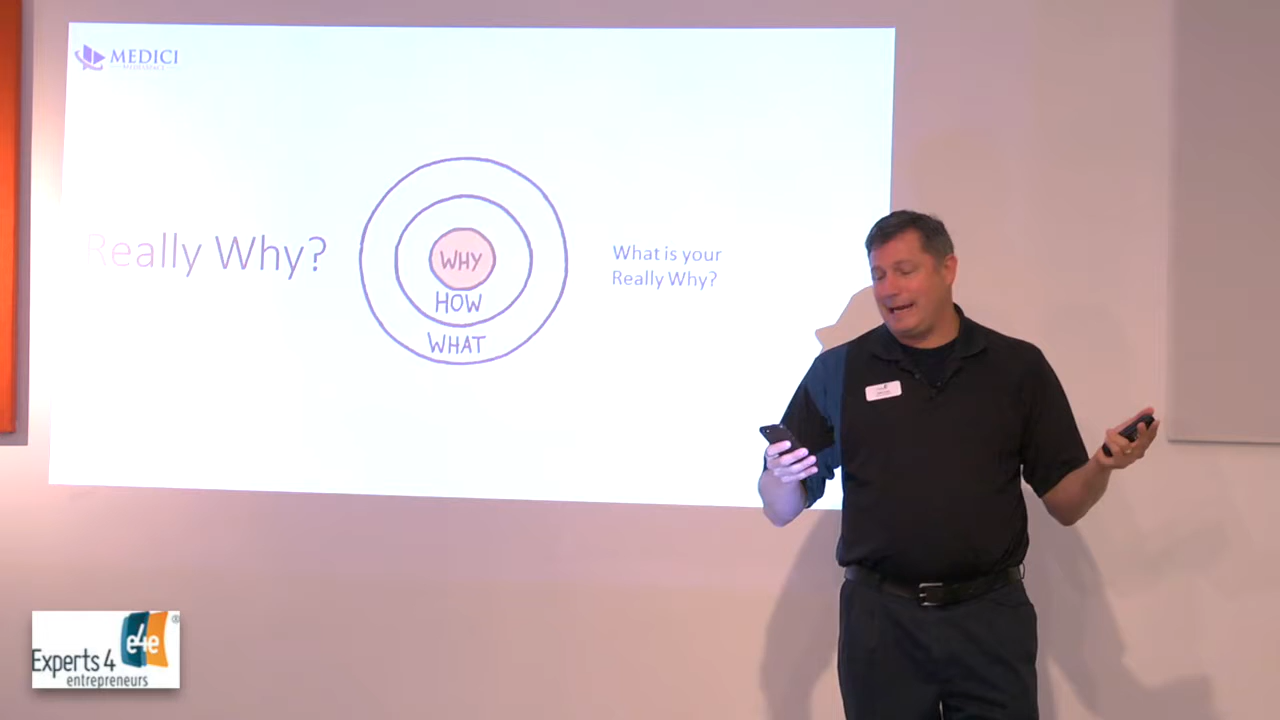 MEDICI
Really Why?
WHY
HOW
WHAT
What is your
Really Why?
e4e
®
Experts 4
entrepreneurs